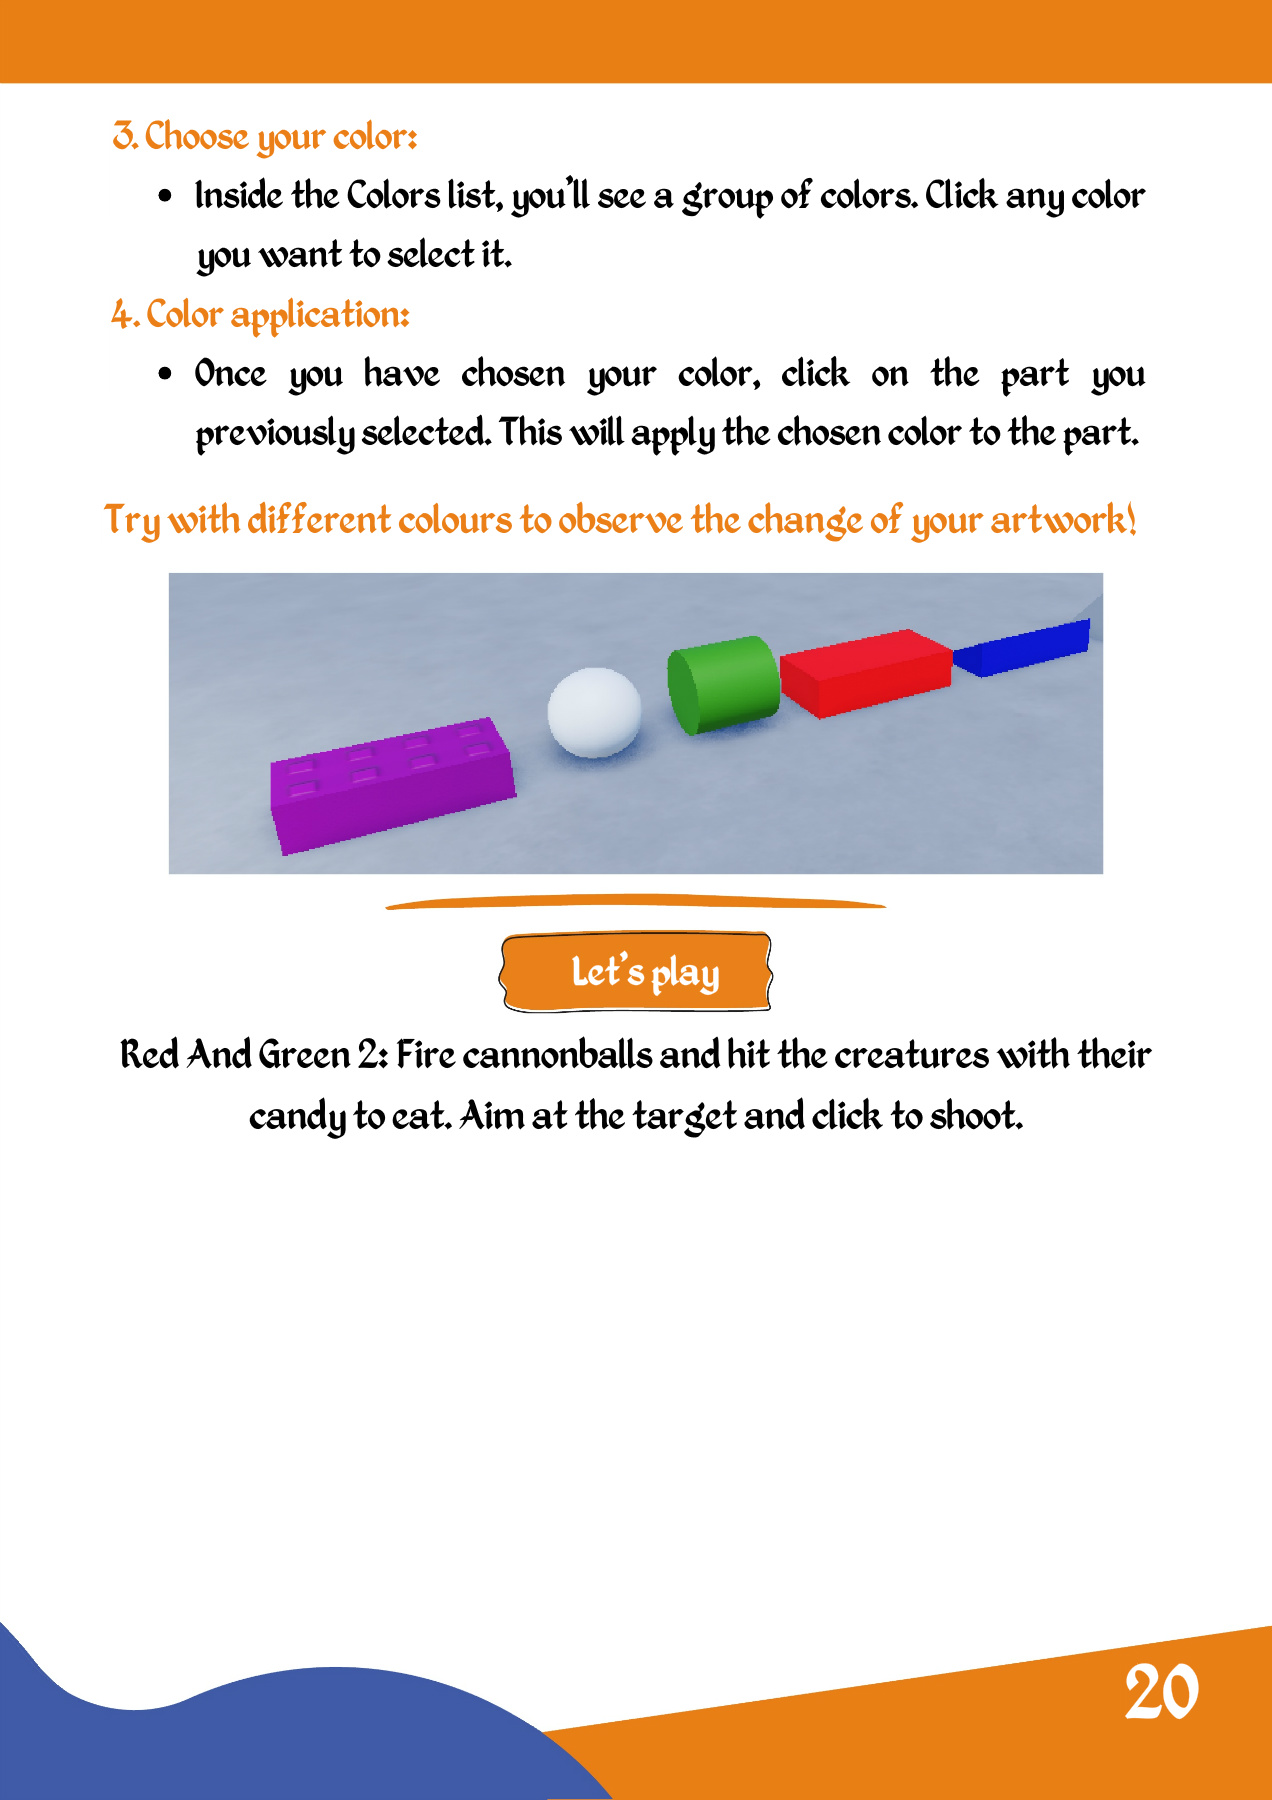 3. Choose your color:
• Inside the Colors list, you'll see a group of colors. Click any color
you want to select it.
4. Color application:
• Once you have chosen your color, click on the part you
previously selected. This will apply the chosen color to the part.
Try with different colours to observe the change of your artwork!
Let's play
Red And Green 2: Fire cannonballs and hit the creatures with their
candy to eat. Aim at the target and click to shoot.
20